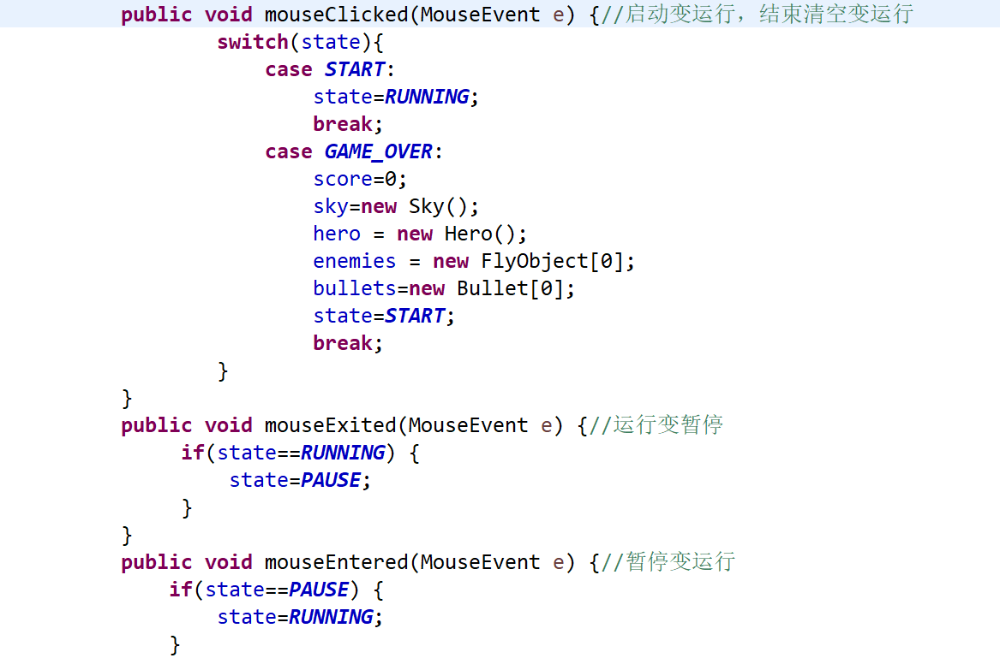 public void mouseClicked(MouseEvent e) {//启动变运行，结束清空变运行
switch(state){
case START:
state=RUNNING;
break;
case GAME_OVER:
score=0;
sky=new Sky();
hero = new Hero();
enemies = new FlyObject[0];
bullets=new Bullet[0];
state=START;
break;
}
}
public void mouseExited(MouseEvent e) {//运行变暂停
if(state==RUNNING) {
state=PAUSE;
}
}
public void mouseEntered(MouseEvent e) {//暂停变运行
if(state==PAUSE) {
state=RUNNING;
}